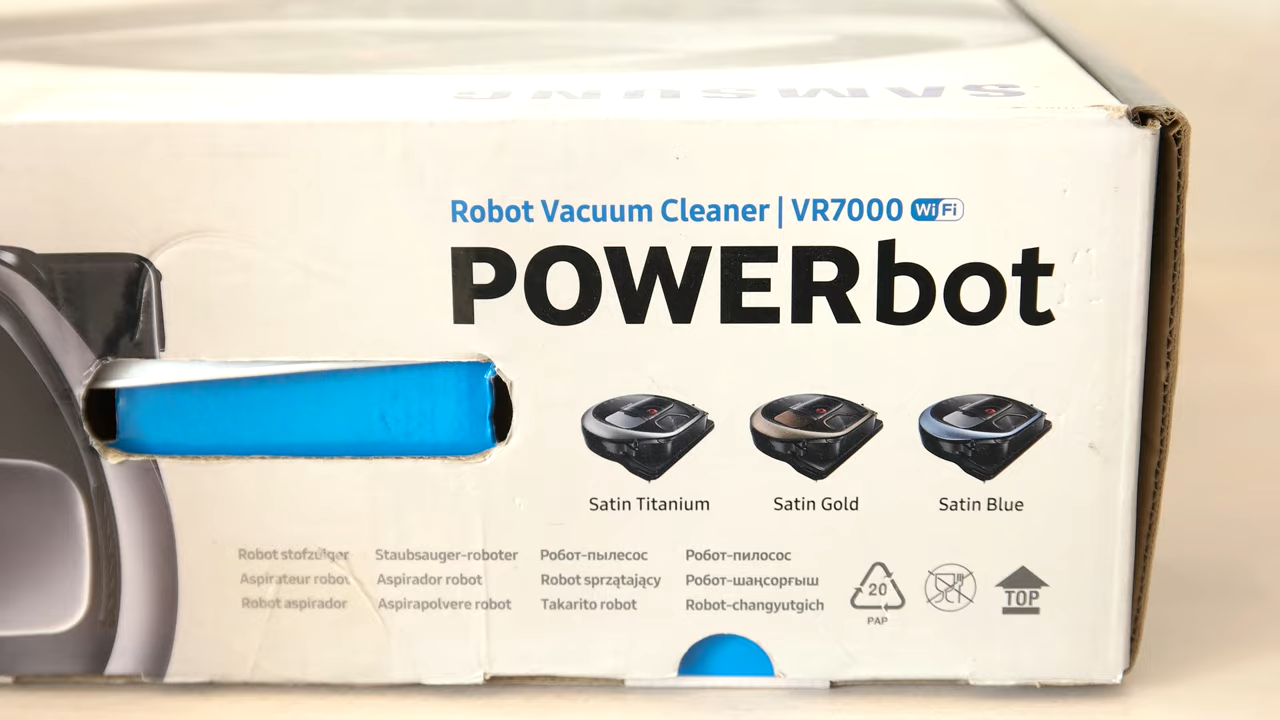 SAMSUNG
Robot Vacuum Cleaner | VR7000 WiFi
POWERbot
Satin Titanium
Satin Gold
Satin Blue
Robot stofzuiger
Aspirateur robot
Robot aspirador
Staubsauger-roboter
Aspirador robot
Aspirapolvere robot
Робот-пылесос
Robot sprzątający
Takarito robot
Робот-пилосос
Робот-шаңсорғыш
Robot-changyutgich
20
PAP
TOP